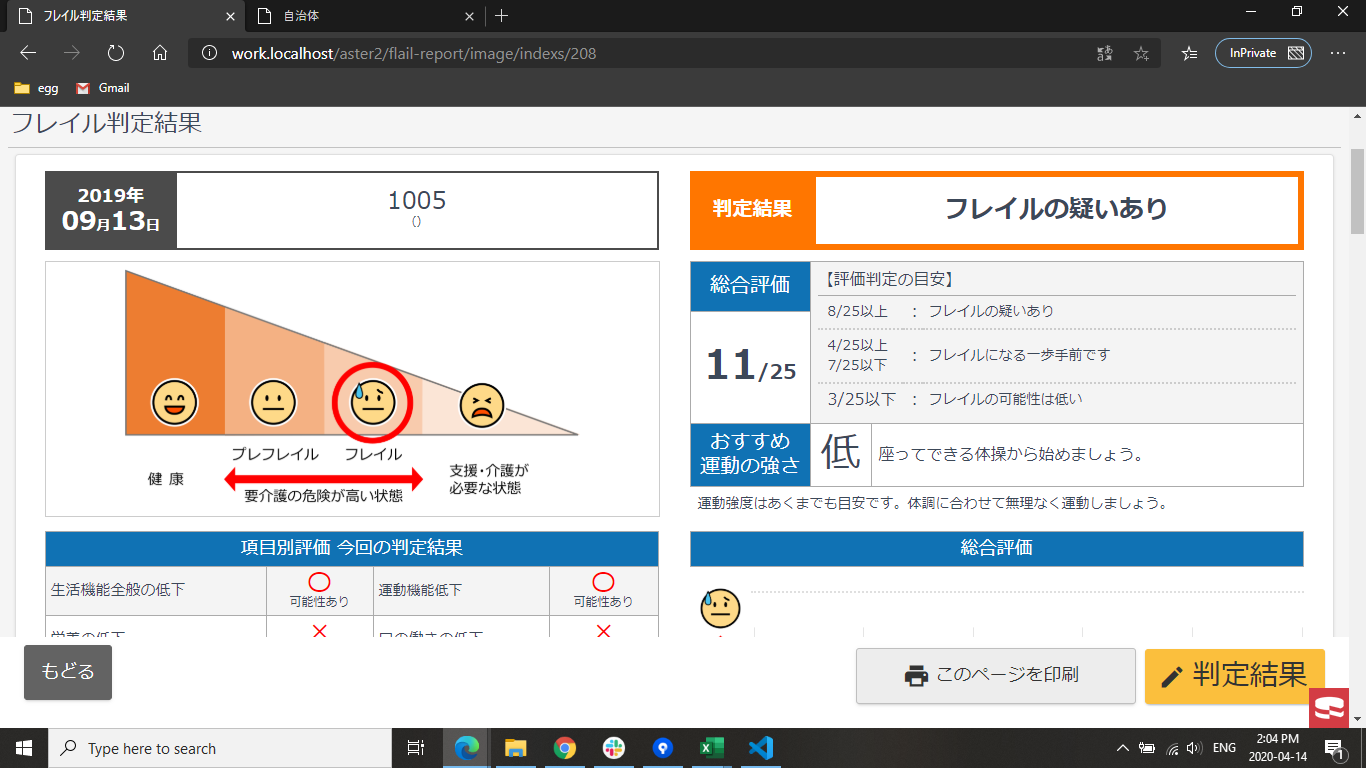 フレイル判定結果
自治体
work.localhost/aster2/flail-report/image/indexs/208
InPrivate
egg
Gmail
フレイル判定結果
2019年
09月13日
1005
()
判定結果
フレイルの疑いあり
健 康
プレフレイル
フレイル
要介護の危険が高い状態
支援・介護が
必要な状態
総合評価
11/25
【評価判定の目安】
8/25以上 : フレイルの疑いあり
4/25以上
7/25以下 : フレイルになる一歩手前です
3/25以下 : フレイルの可能性は低い
おすすめ
運動の強さ
低
座ってできる体操から始めましょう。
運動強度はあくまでも目安です。体調に合わせて無理なく運動しましょう。
項目別評価 今回の判定結果
生活機能全般の低下
○
可能性あり
運動機能低下
○
可能性あり
栄養の低下
×
口の働きの低下
×
総合評価
もどる
このページを印刷
判定結果
Type here to search
ENG
2:04 PM
2020-04-14
1